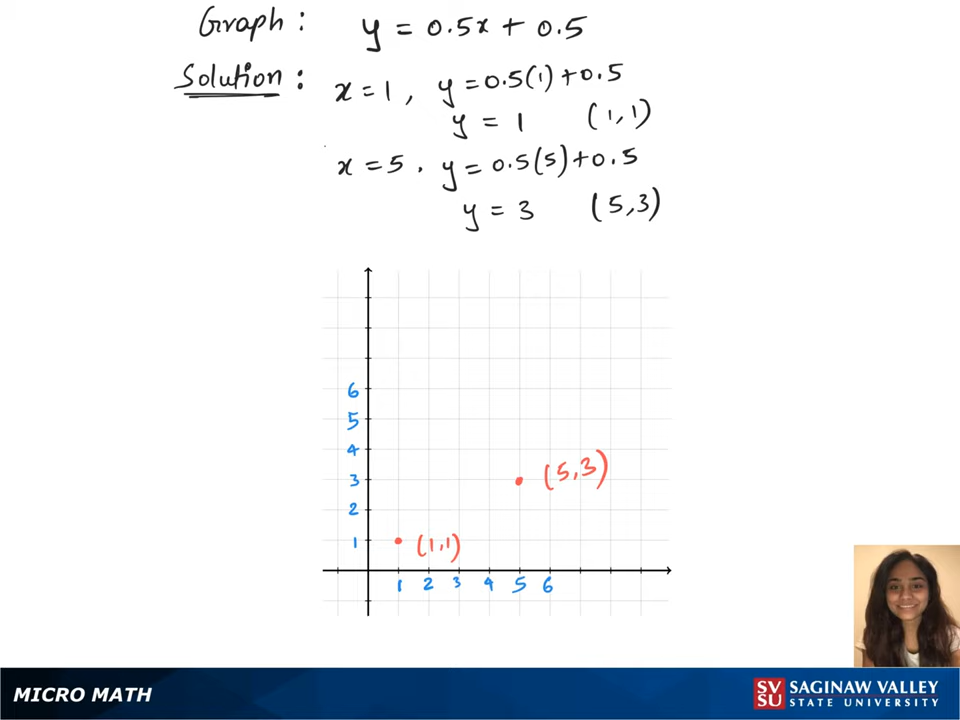 Graph : y = 0.5x + 0.5
Solution : x = 1 , y = 0.5(1) + 0.5
y = 1 (1,1)
x = 5 . y = 0.5(5) + 0.5
y = 3 (5,3)
6
5
4
3
2
1
(5,3)
(1,1)
1 2 3 4 5 6
MICRO MATH
SV
SU
SAGINAW VALLEY
STATE UNIVERSITY